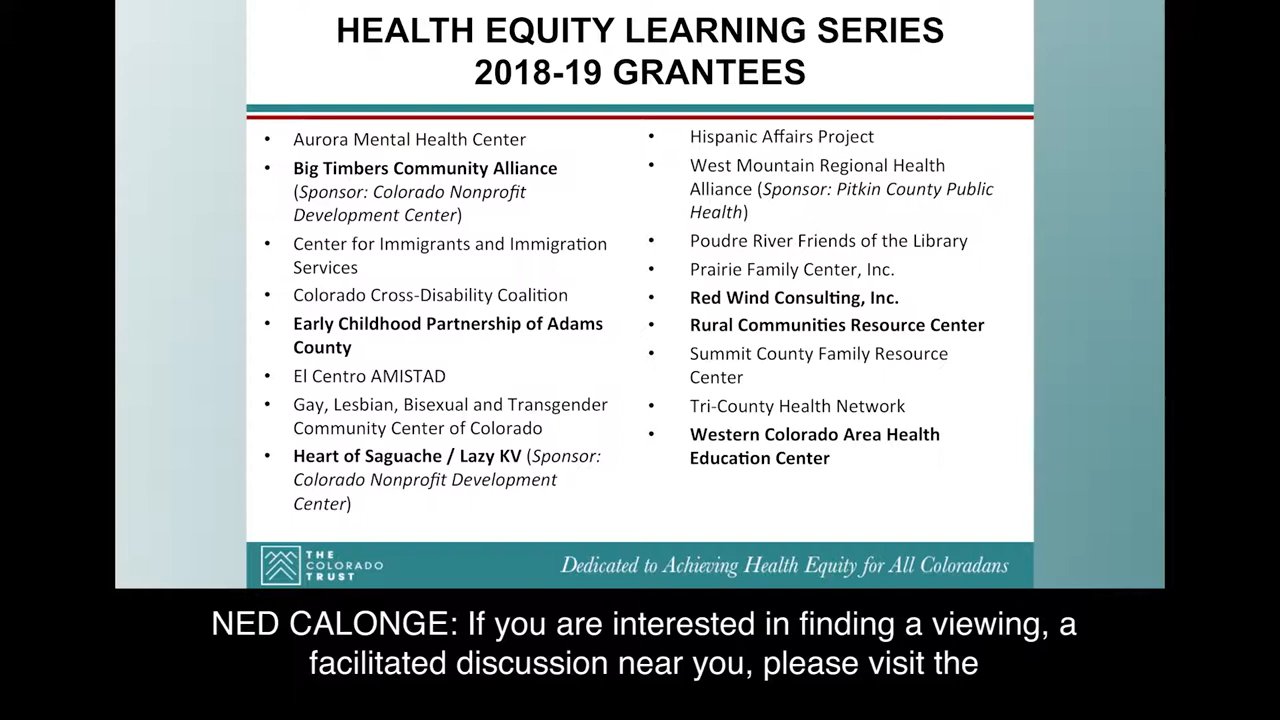 HEALTH EQUITY LEARNING SERIES
2018-19 GRANTEES
• Aurora Mental Health Center
• Big Timbers Community Alliance
(Sponsor: Colorado Nonprofit
Development Center)
• Center for Immigrants and Immigration
Services
• Colorado Cross-Disability Coalition
• Early Childhood Partnership of Adams
County
• El Centro AMISTAD
• Gay, Lesbian, Bisexual and Transgender
Community Center of Colorado
• Heart of Saguache / Lazy KV (Sponsor:
Colorado Nonprofit Development
Center)
• Hispanic Affairs Project
• West Mountain Regional Health
Alliance (Sponsor: Pitkin County Public
Health)
• Poudre River Friends of the Library
• Prairie Family Center, Inc.
• Red Wind Consulting, Inc.
• Rural Communities Resource Center
• Summit County Family Resource
Center
• Tri-County Health Network
• Western Colorado Area Health
Education Center
THE
COLORADO
TRUST
Dedicated to Achieving Health Equity for All Coloradans
NED CALONGE: If you are interested in finding a viewing, a
facilitated discussion near you, please visit the